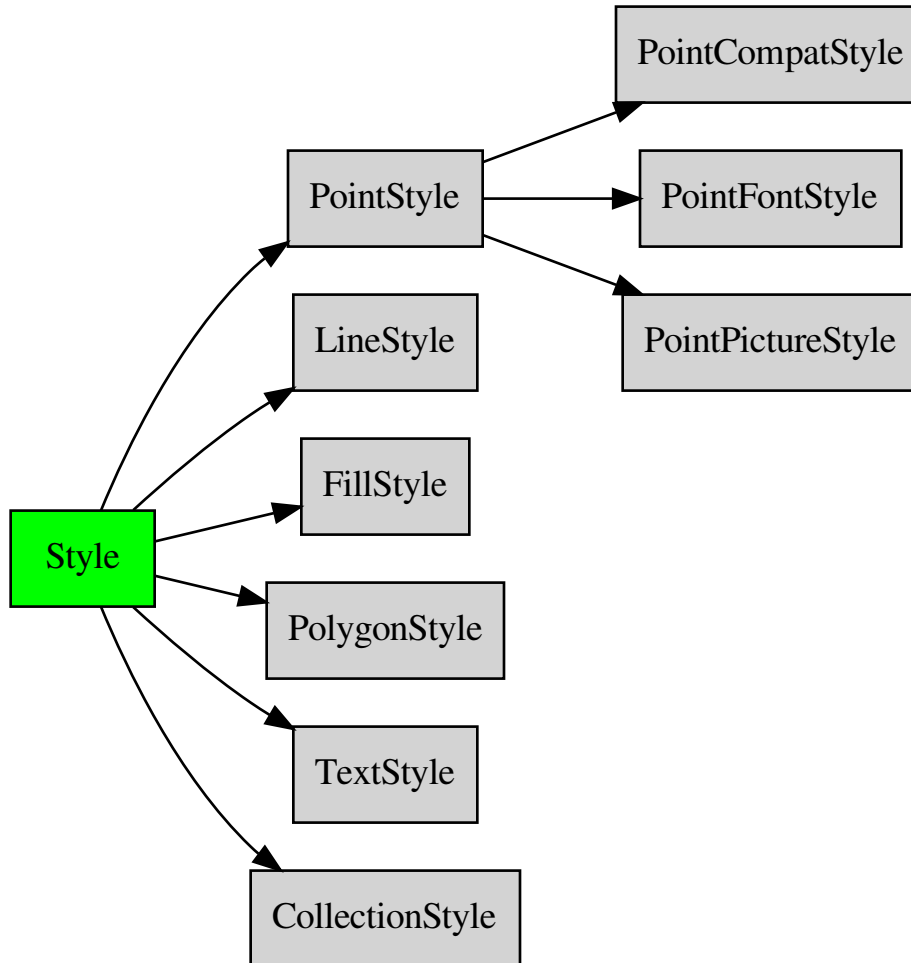 PointCompatStyle
PointStyle
PointFontStyle
LineStyle
PointPictureStyle
FillStyle
Style
PolygonStyle
TextStyle
CollectionStyle